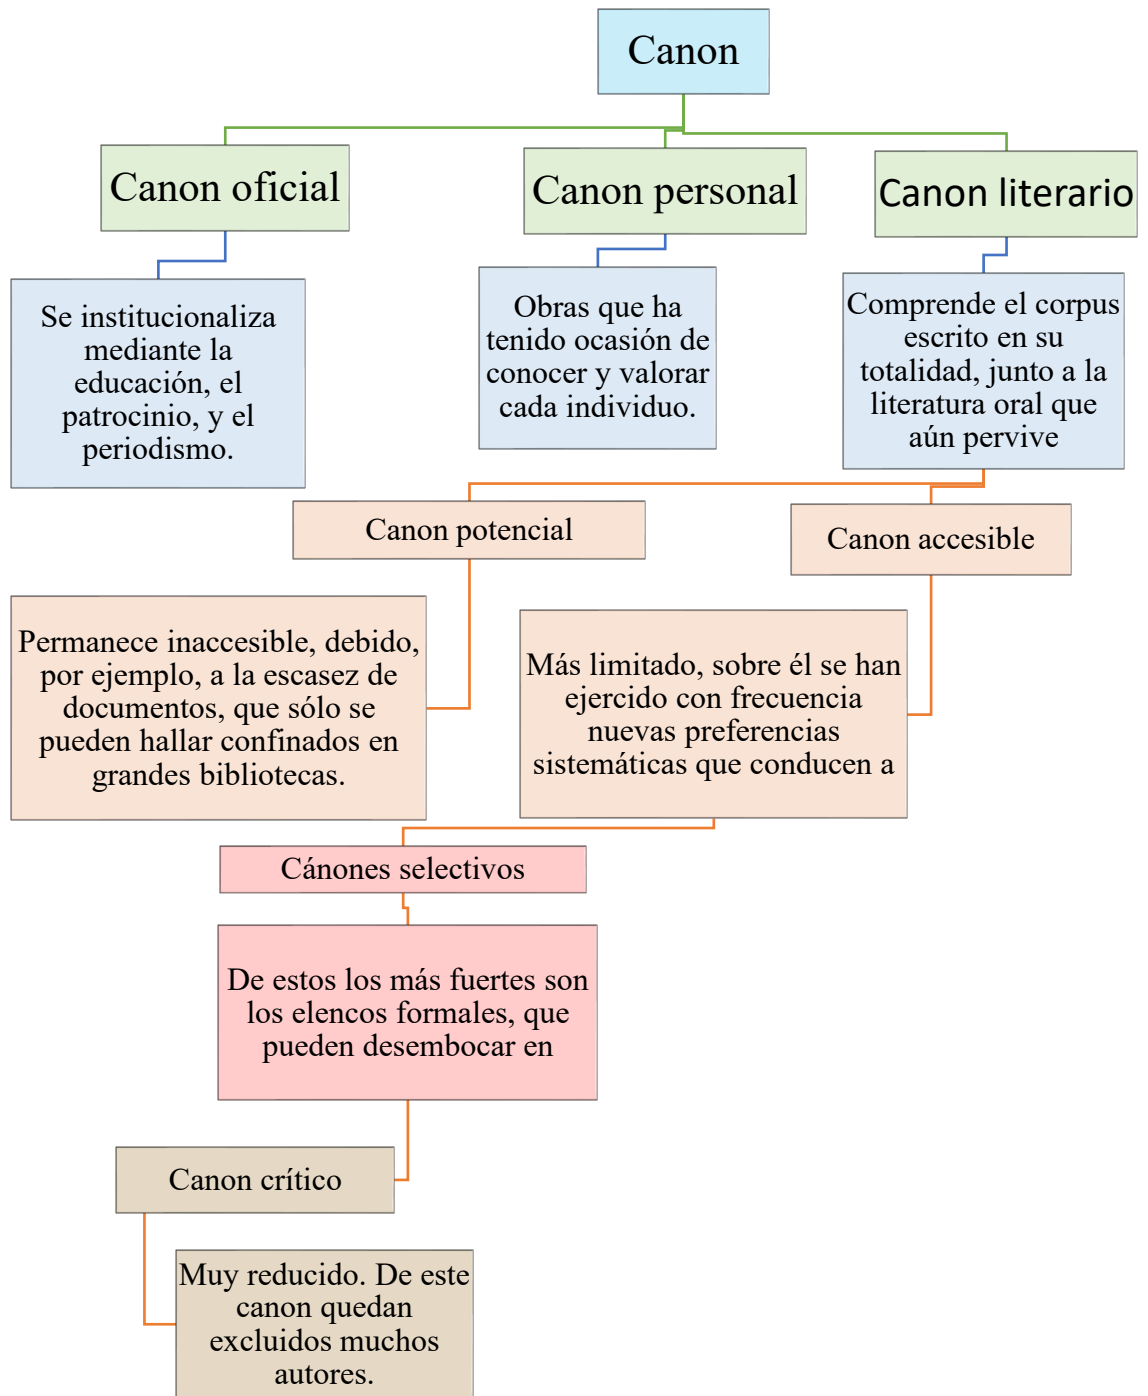 Canon
Canon oficial
Canon personal
Canon literario
Se institucionaliza
mediante la
educación, el
patrocinio, y el
periodismo.
Obras que ha
tenido ocasión de
conocer y valorar
cada individuo.
Comprende el corpus
escrito en su
totalidad, junto a la
literatura oral que
aún pervive
Canon potencial
Canon accesible
Permanece inaccesible, debido,
por ejemplo, a la escasez de
documentos, que sólo se
pueden hallar confinados en
grandes bibliotecas.
Más limitado, sobre él se han
ejercido con frecuencia
nuevas preferencias
sistemáticas que conducen a
Cánones selectivos
De estos los más fuertes son
los elencos formales, que
pueden desembocar en
Canon crítico
Muy reducido. De este
canon quedan
excluidos muchos
autores.